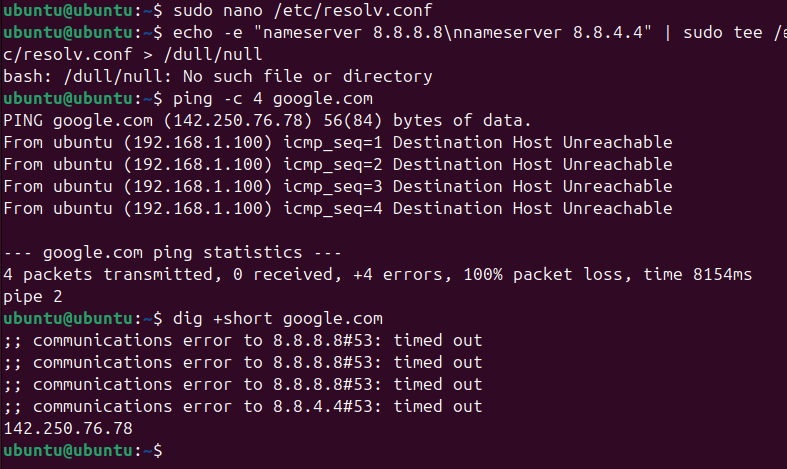 ubuntu@ubuntu:~$ sudo nano /etc/resolv.conf
ubuntu@ubuntu:~$ echo -e "nameserver 8.8.8.8\nnameserver 8.8.4.4" | sudo tee /e
c/resolv.conf > /dull/null
bash: /dull/null: No such file or directory
ubuntu@ubuntu:~$ ping -c 4 google.com
PING google.com (142.250.76.78) 56(84) bytes of data.
From ubuntu (192.168.1.100) icmp_seq=1 Destination Host Unreachable
From ubuntu (192.168.1.100) icmp_seq=2 Destination Host Unreachable
From ubuntu (192.168.1.100) icmp_seq=3 Destination Host Unreachable
From ubuntu (192.168.1.100) icmp_seq=4 Destination Host Unreachable
--- google.com ping statistics ---
4 packets transmitted, 0 received, +4 errors, 100% packet loss, time 8154ms
pipe 2
ubuntu@ubuntu:~$ dig +short google.com
;; communications error to 8.8.8.8#53: timed out
;; communications error to 8.8.8.8#53: timed out
;; communications error to 8.8.8.8#53: timed out
;; communications error to 8.8.4.4#53: timed out
142.250.76.78
ubuntu@ubuntu:~$